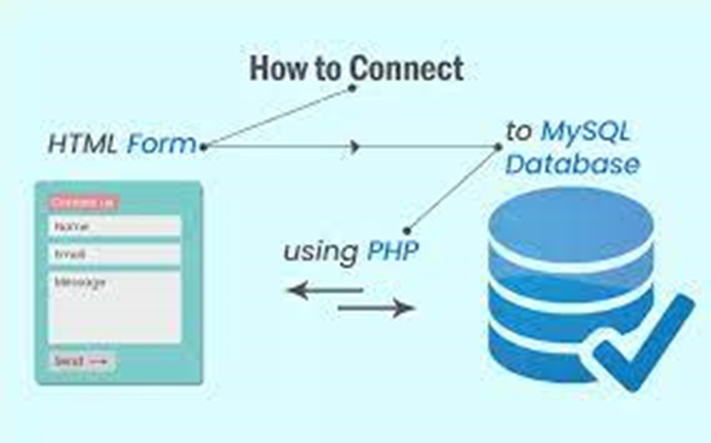 How to Connect
HTML Form
to MySQL
Database
using PHP
Contact us
Name
Email
Message
Send